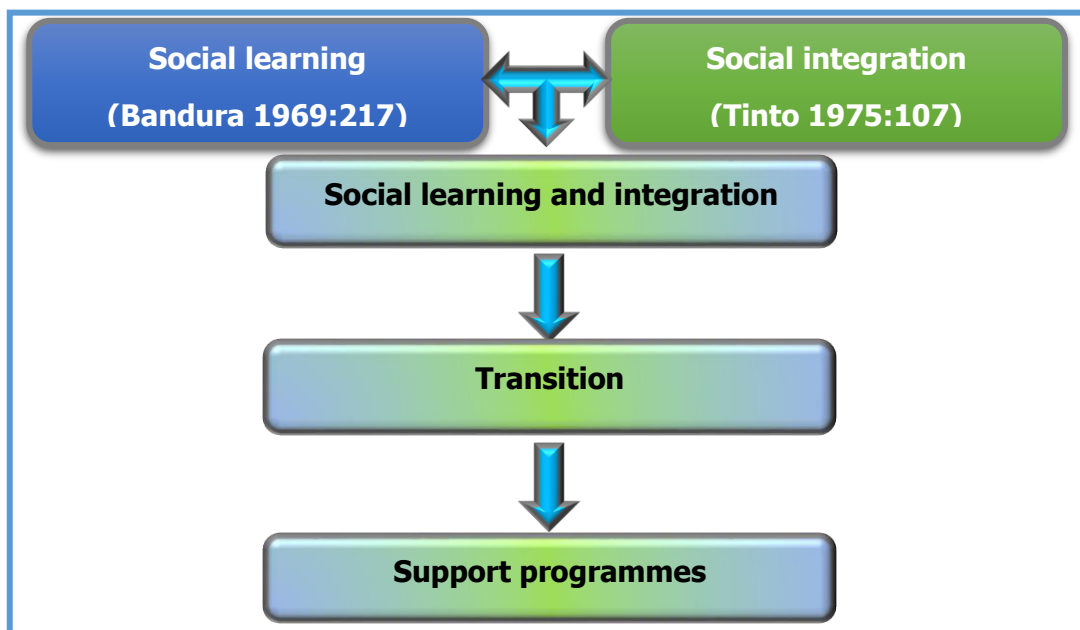 Social learning
(Bandura 1969:217)
Social integration
(Tinto 1975:107)
Social learning and integration
Transition
Support programmes